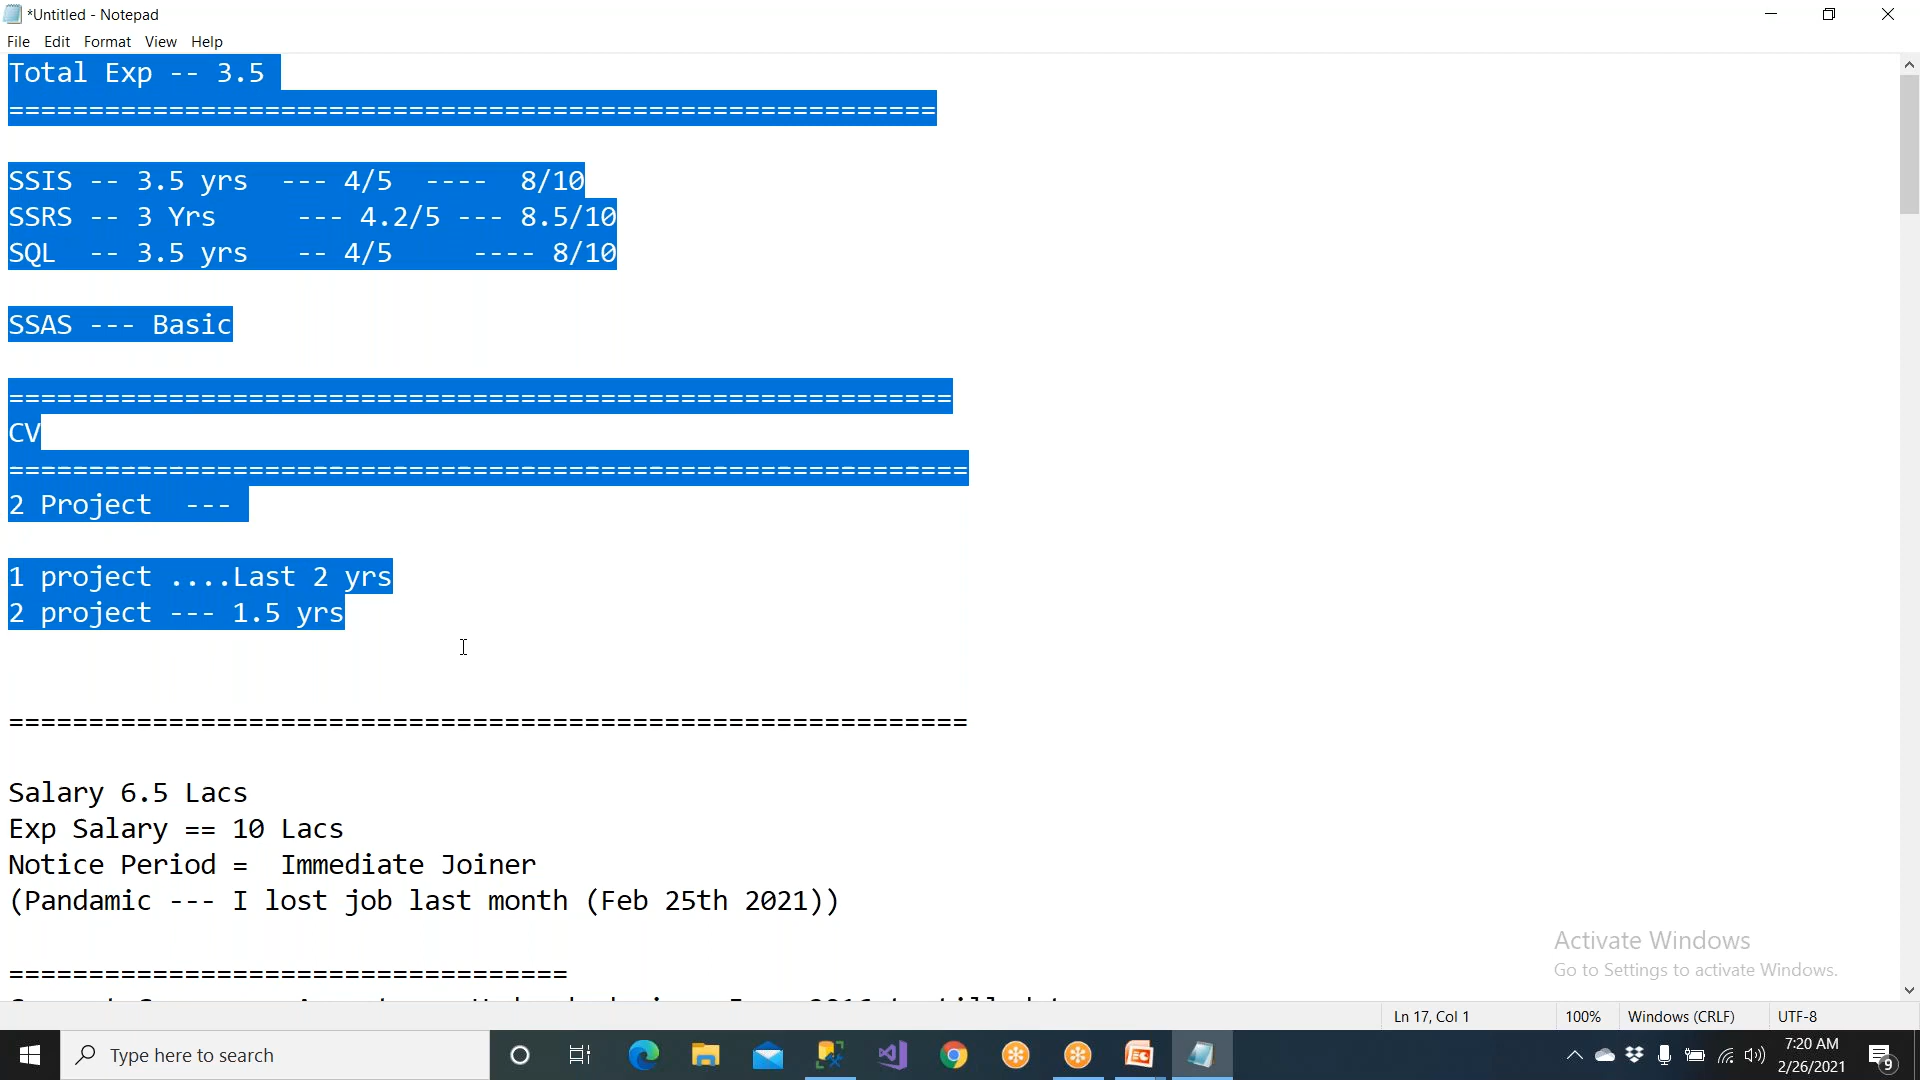 *Untitled - Notepad
File Edit Format View Help
Total Exp -- 3.5
==========================================================
SSIS -- 3.5 yrs  --- 4/5  ----  8/10
SSRS -- 3 Yrs     --- 4.2/5 --- 8.5/10
SQL  -- 3.5 yrs   -- 4/5     ---- 8/10
SSAS --- Basic
===========================================================
CV
============================================================
2 Project  ---
1 project ....Last 2 yrs
2 project --- 1.5 yrs
============================================================
Salary 6.5 Lacs
Exp Salary == 10 Lacs
Notice Period =  Immediate Joiner
(Pandamic --- I lost job last month (Feb 25th 2021))
===================================
Activate Windows
Go to Settings to activate Windows.
Ln 17, Col 1 100% Windows (CRLF) UTF-8
Type here to search
7:20 AM
2/26/2021
9